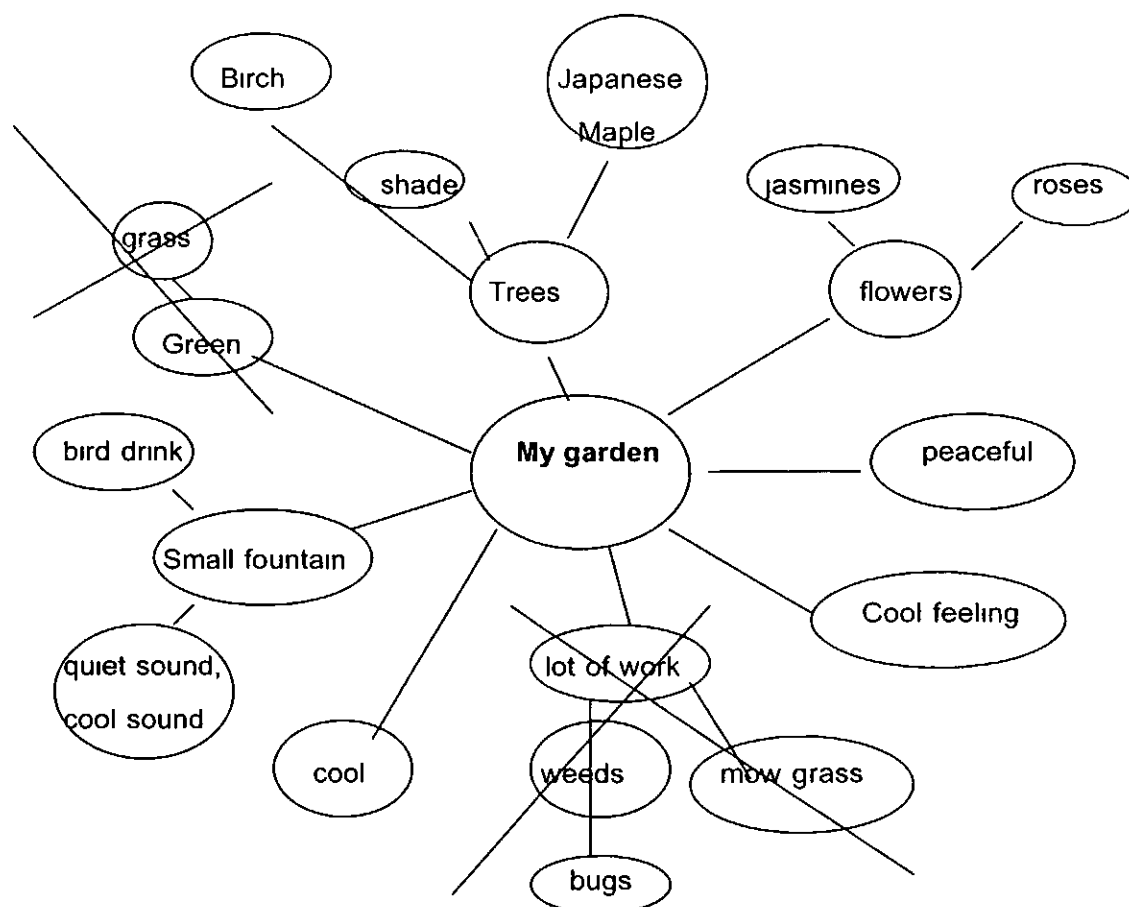 Birch
Japanese
Maple
shade
jasmines
roses
grass
Trees
flowers
Green
bird drink
My garden
peaceful
Small fountain
Cool feeling
quiet sound,
cool sound
lot of work
cool
weeds
mow grass
bugs